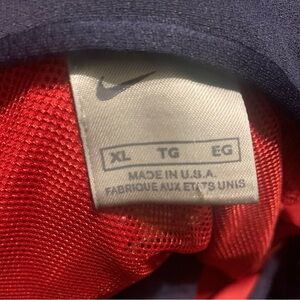 XL TG EG
MADE IN U.S.A.
FABRIQUE AUX ETATS UNIS